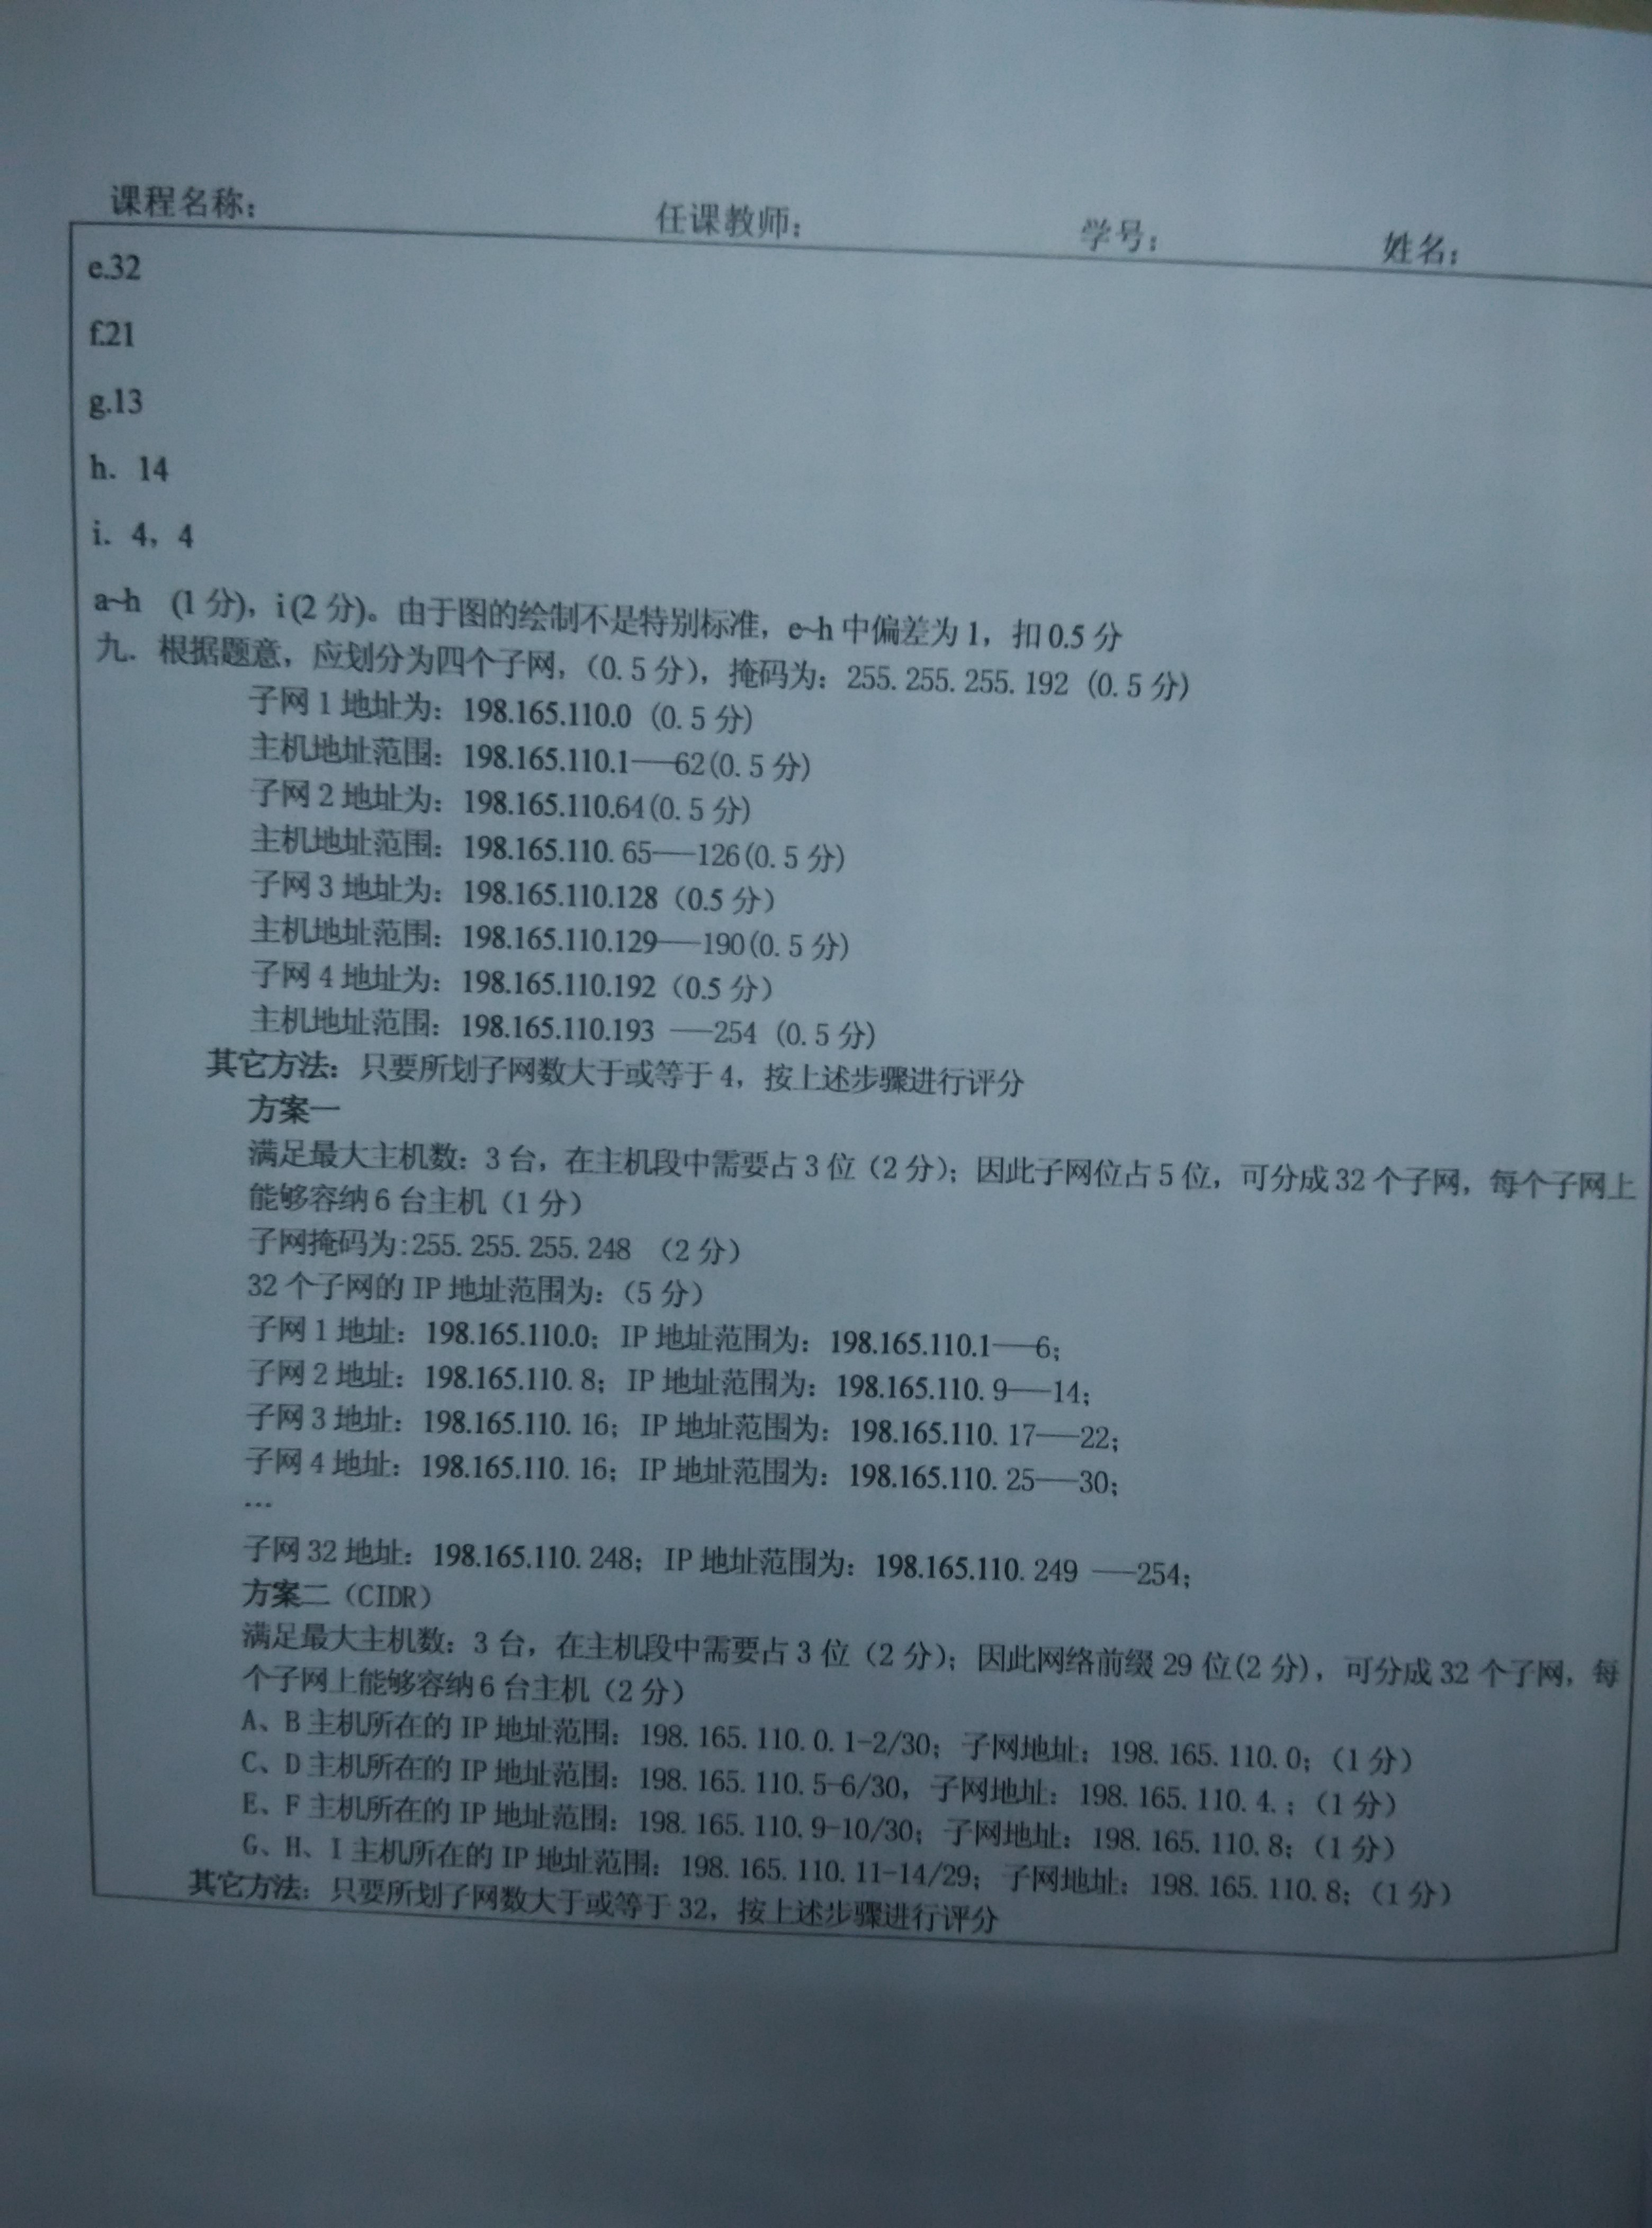 课程名称： 任课教师： 学号： 姓名：
e.32
f.21
g.13
h. 14
i. 4，4
a~h (1 分)，i(2 分)。由于图的绘制不是特别标准，e~h 中偏差为 1，扣 0.5 分
九. 根据题意，应划分为四个子网，(0.5 分)，掩码为：255.255.255.192 (0.5 分)
子网 1 地址为：198.165.110.0 (0.5 分)
主机地址范围：198.165.110.1──62(0.5 分)
子网 2 地址为：198.165.110.64(0.5 分)
主机地址范围：198.165.110.65──126(0.5 分)
子网 3 地址为：198.165.110.128（0.5 分）
主机地址范围：198.165.110.129──190(0.5 分)
子网 4 地址为：198.165.110.192（0.5 分）
主机地址范围：198.165.110.193 ──254 (0.5 分)
其它方法：只要所划子网数大于或等于 4，按上述步骤进行评分
方案一
满足最大主机数：3 台，在主机段中需要占 3 位（2 分）；因此子网位占 5 位，可分成 32 个子网，每个子网上
能够容纳 6 台主机（1 分）
子网掩码为:255.255.255.248 （2 分）
32 个子网的 IP 地址范围为：（5 分）
子网 1 地址：198.165.110.0；IP 地址范围为：198.165.110.1──6；
子网 2 地址：198.165.110.8；IP 地址范围为：198.165.110.9──14；
子网 3 地址：198.165.110.16；IP 地址范围为：198.165.110.17──22；
子网 4 地址：198.165.110.16；IP 地址范围为：198.165.110.25──30；
…
子网 32 地址：198.165.110.248；IP 地址范围为：198.165.110.249 ──254；
方案二（CIDR）
满足最大主机数：3 台，在主机段中需要占 3 位（2 分）；因此网络前缀 29 位(2 分)，可分成 32 个子网，每
个子网上能够容纳 6 台主机（2 分）
A、B 主机所在的 IP 地址范围：198.165.110.0.1-2/30；子网地址：198.165.110.0；（1 分）
C、D 主机所在的 IP 地址范围：198.165.110.5-6/30，子网地址：198.165.110.4.；（1 分）
E、F 主机所在的 IP 地址范围：198.165.110.9-10/30；子网地址：198.165.110.8；（1 分）
G、H、I 主机所在的 IP 地址范围：198.165.110.11-14/29；子网地址：198.165.110.8；（1 分）
其它方法：只要所划子网数大于或等于 32，按上述步骤进行评分